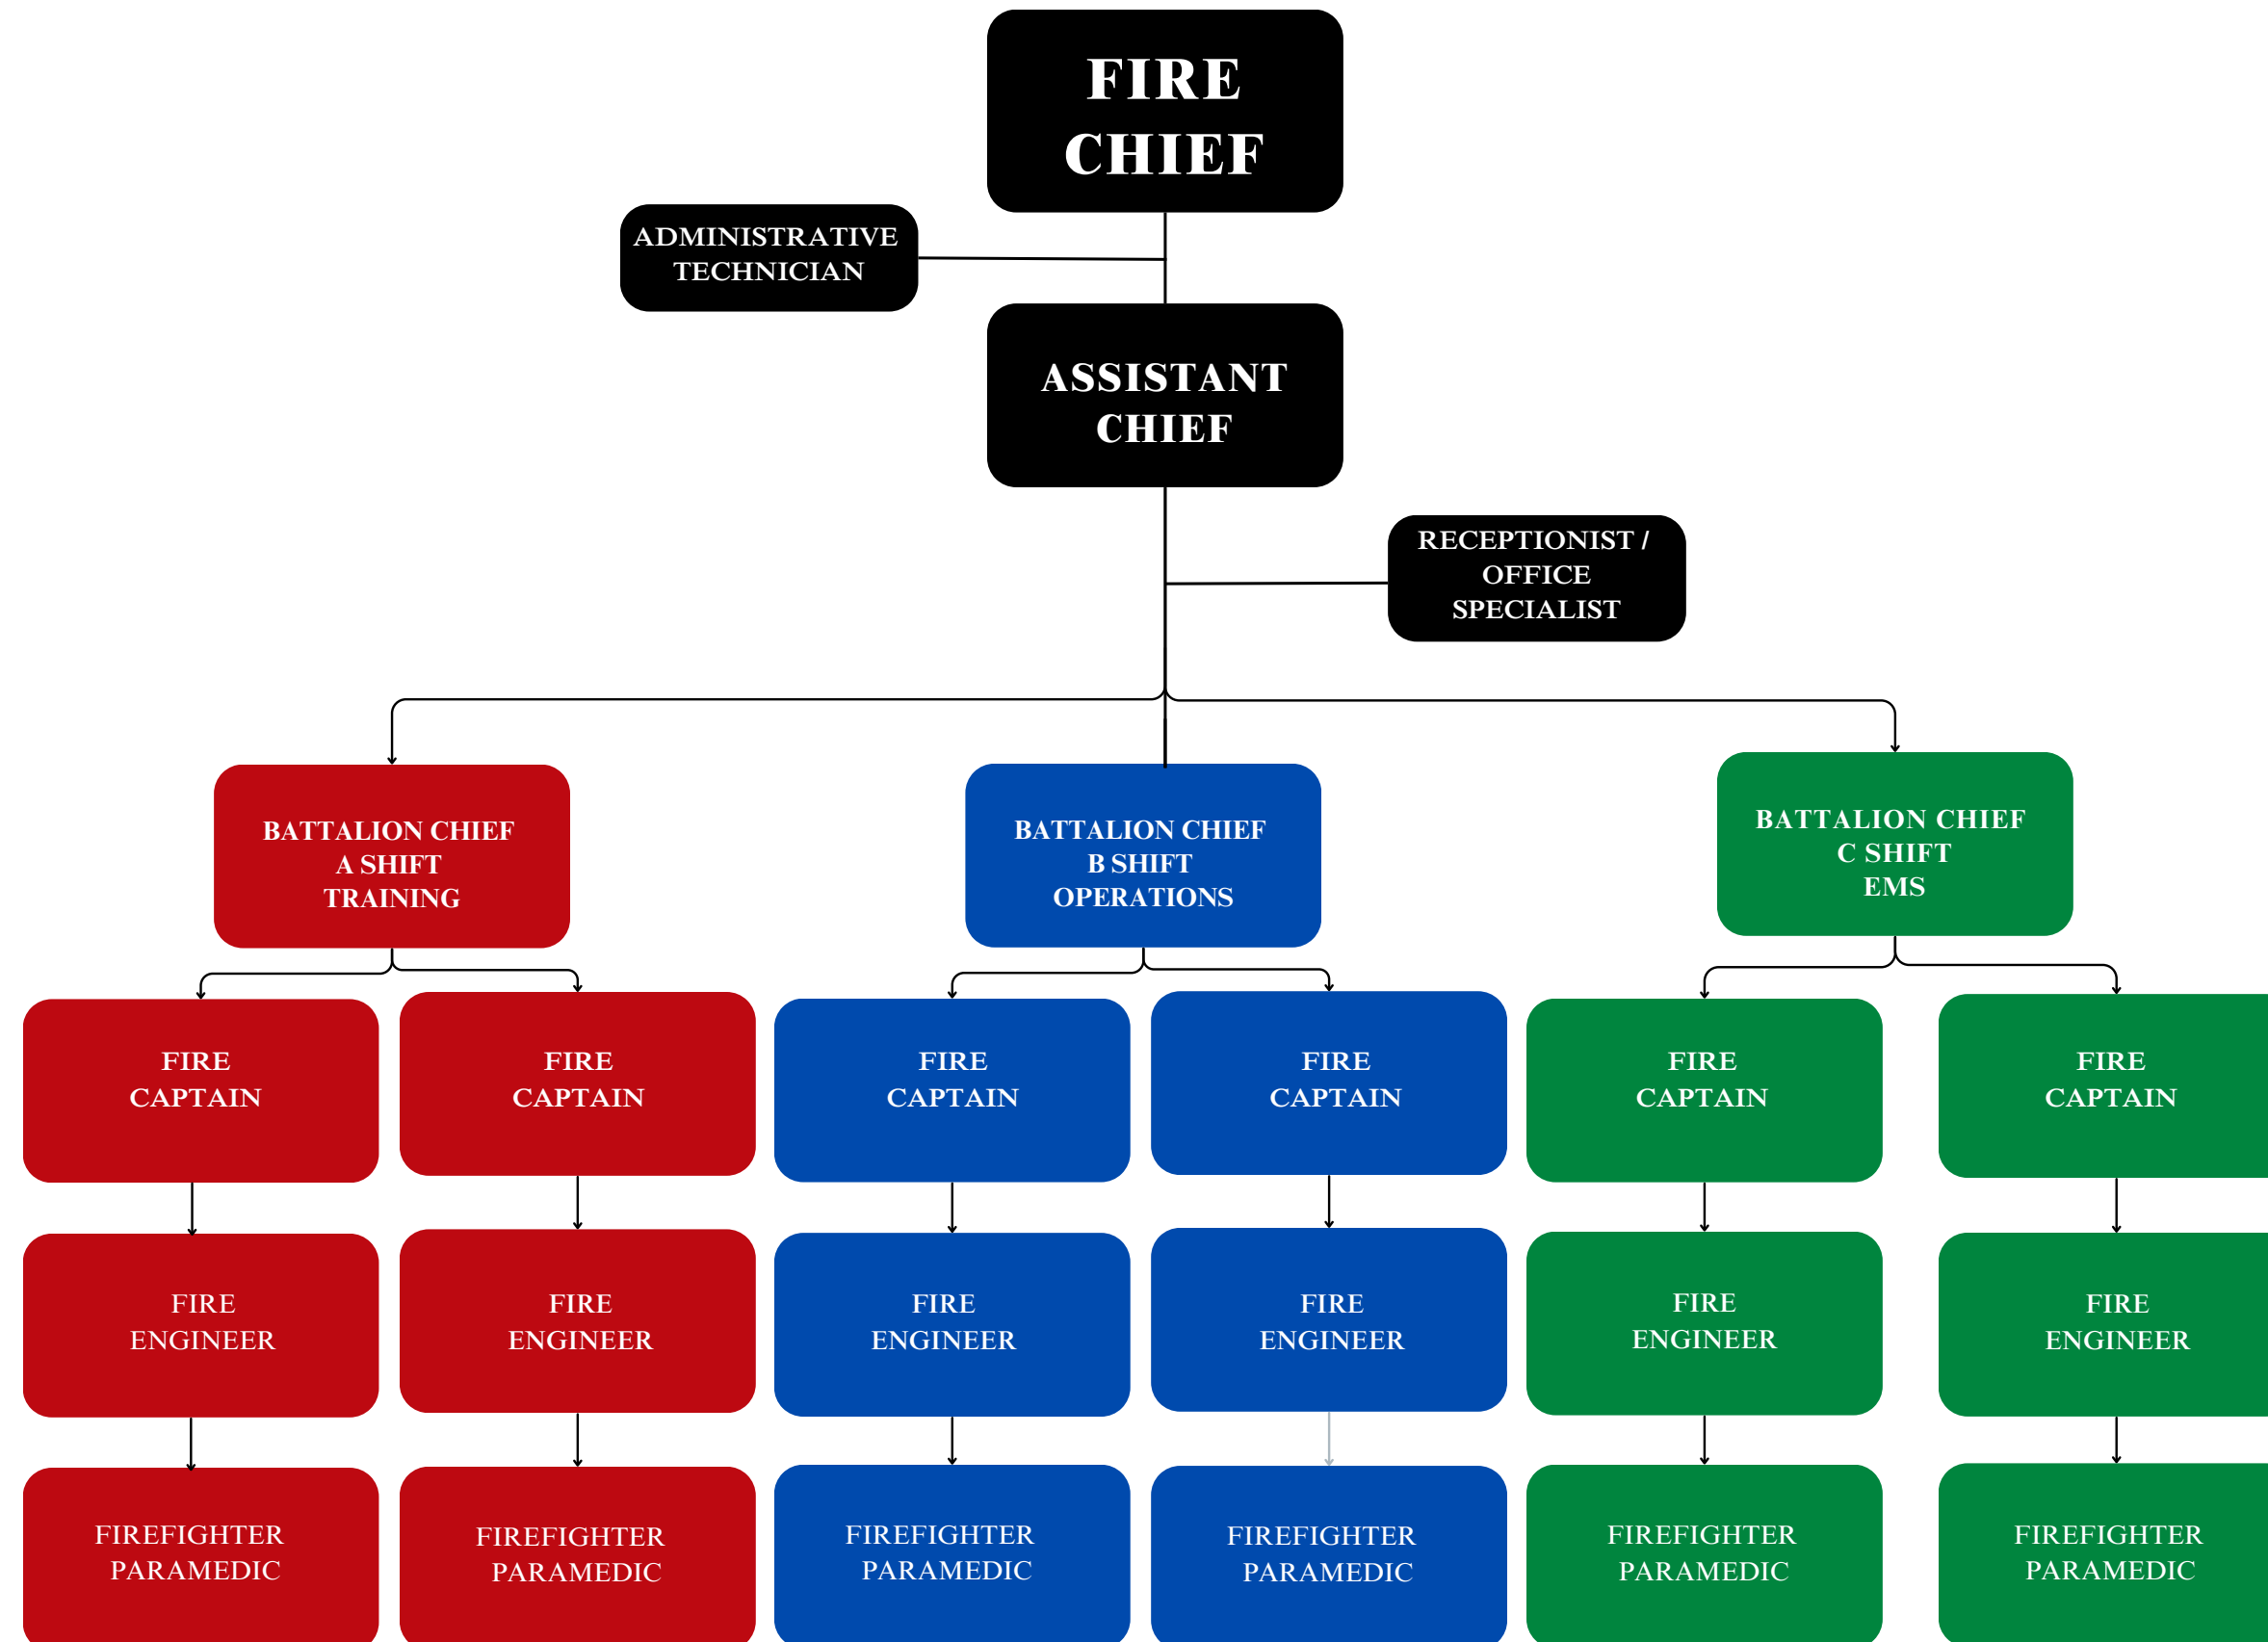 FIRE
CHIEF
ADMINISTRATIVE
TECHNICIAN
ASSISTANT
CHIEF
RECEPTIONIST /
OFFICE
SPECIALIST
BATTALION CHIEF
A SHIFT
TRAINING
BATTALION CHIEF
B SHIFT
OPERATIONS
BATTALION CHIEF
C SHIFT
EMS
FIRE
CAPTAIN
FIRE
CAPTAIN
FIRE
CAPTAIN
FIRE
CAPTAIN
FIRE
CAPTAIN
FIRE
CAPTAIN
FIRE
ENGINEER
FIRE
ENGINEER
FIRE
ENGINEER
FIRE
ENGINEER
FIRE
ENGINEER
FIRE
ENGINEER
FIREFIGHTER
PARAMEDIC
FIREFIGHTER
PARAMEDIC
FIREFIGHTER
PARAMEDIC
FIREFIGHTER
PARAMEDIC
FIREFIGHTER
PARAMEDIC
FIREFIGHTER
PARAMEDIC